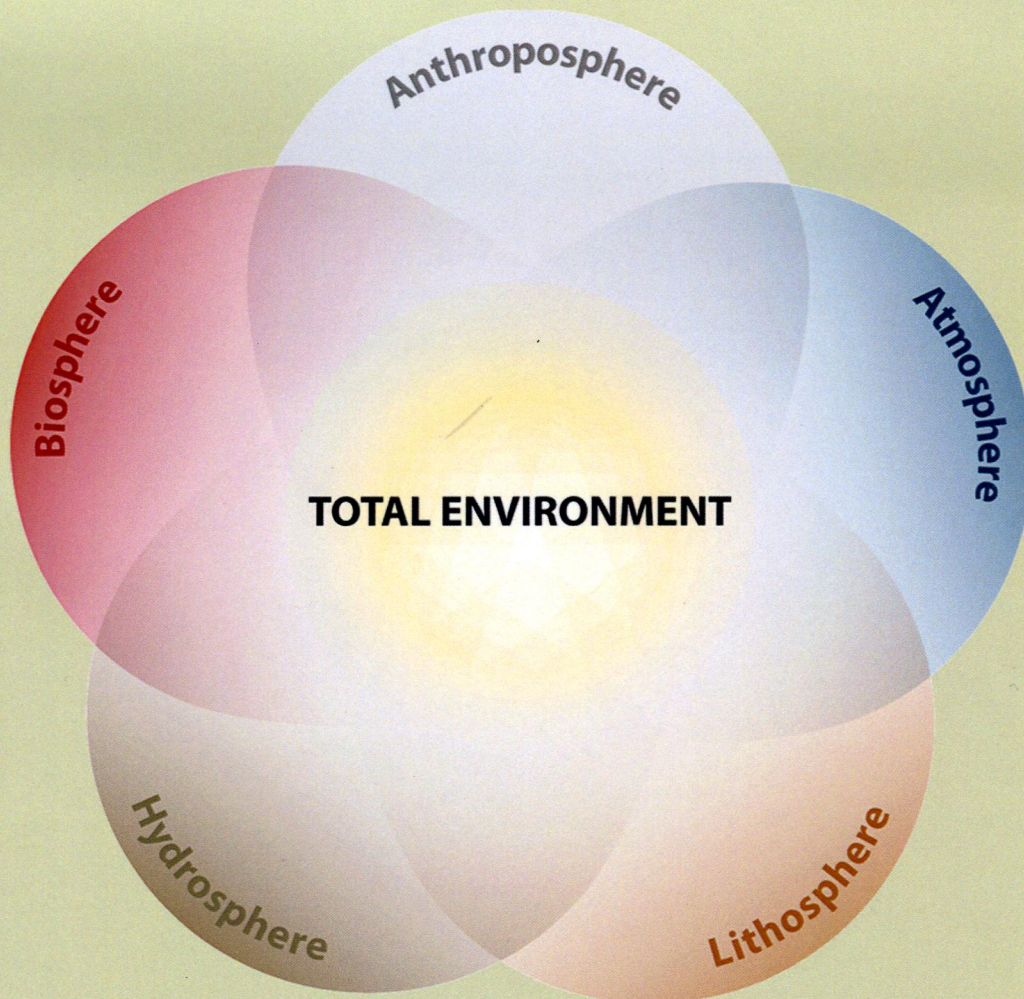 Anthroposphere
Biosphere
Atmosphere
TOTAL ENVIRONMENT
Hydrosphere
Lithosphere